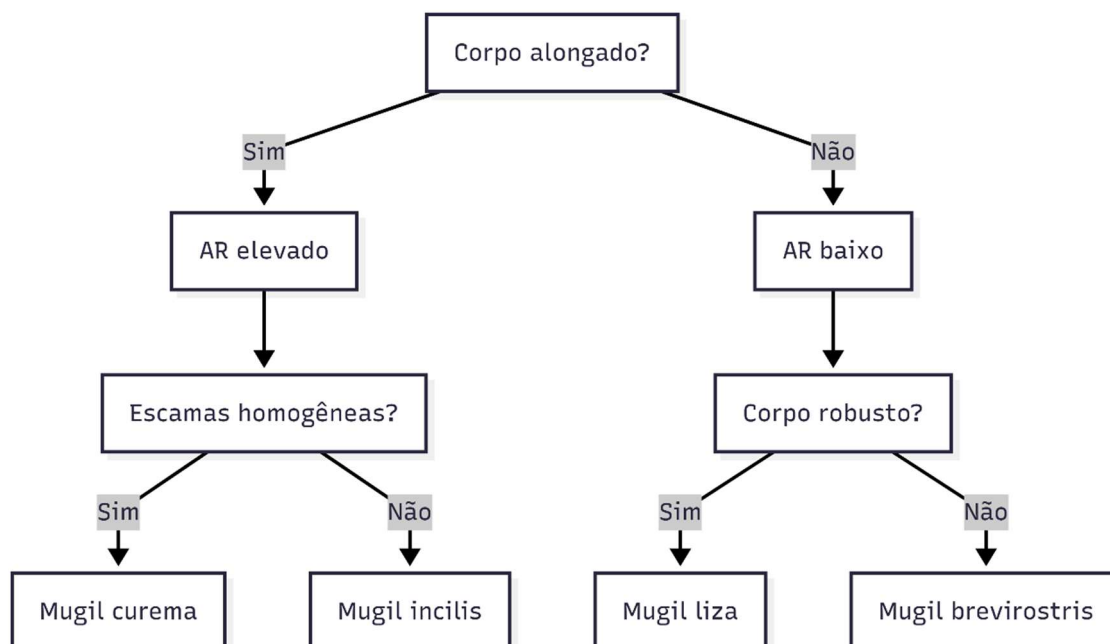 Corpo alongado?
Sim
Não
AR elevado
AR baixo
Escamas homogêneas?
Corpo robusto?
Sim
Não
Sim
Não
Mugil curema
Mugil incilis
Mugil liza
Mugil brevirostris